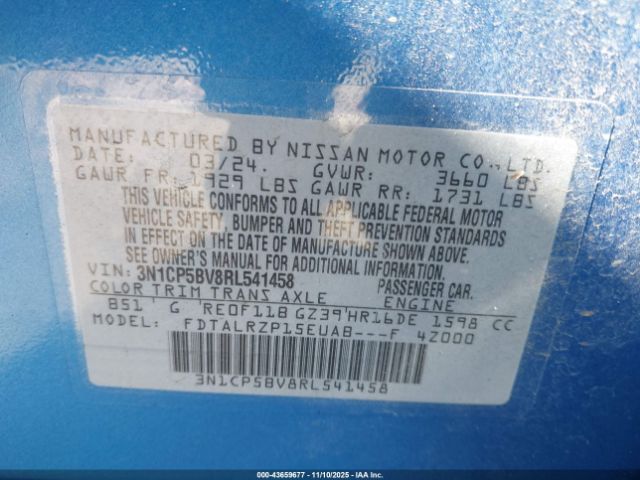 MANUFACTURED BY NISSAN MOTOR CO., LTD.
DATE: 03/24. GVWR: 3660 LBS
GAWR FR: 1929 LBS GAWR RR: 1731 LBS
THIS VEHICLE CONFORMS TO ALL APPLICABLE FEDERAL MOTOR
VEHICLE SAFETY, BUMPER AND THEFT PREVENTION STANDARDS
IN EFFECT ON THE DATE OF MANUFACTURE SHOWN ABOVE.
SEE OWNER'S MANUAL FOR ADDITIONAL INFORMATION.
VIN: 3N1CP5BV8RL541458 PASSENGER CAR.
COLOR TRIM TRANS AXLE ENGINE
B51 G RE0F11B GZ39 HR16DE 1598 CC
MODEL: FDTALRZP15EUAB---F 4Z000
3N1CP5BV8RL541458
000-43659677 - 11/10/2025 - IAAI.COM